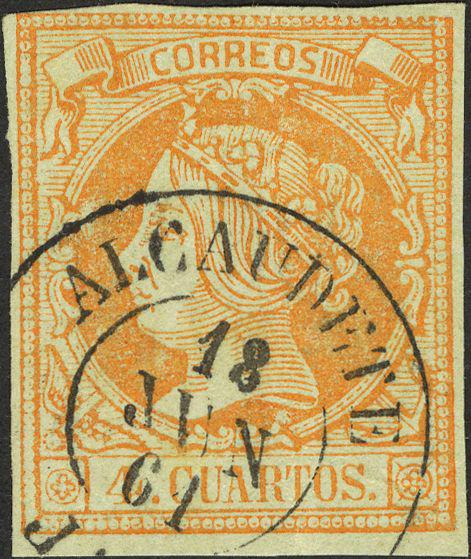 CORREOS
ALCAUDETE
18
JUN
61
4. CUARTOS.